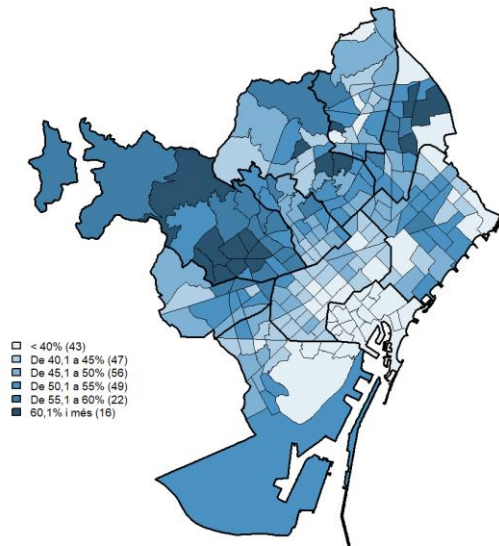 < 40% (43)
De 40,1 a 45% (47)
De 45,1 a 50% (56)
De 50,1 a 55% (49)
De 55,1 a 60% (22)
60,1% i més (16)